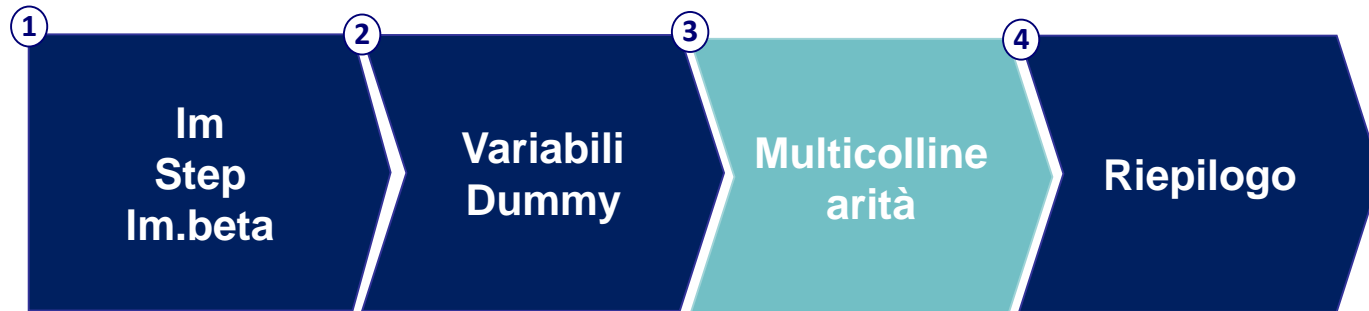 1
lm
Step
lm.beta
2
Variabili
Dummy
3
Multicolline
arità
4
Riepilogo